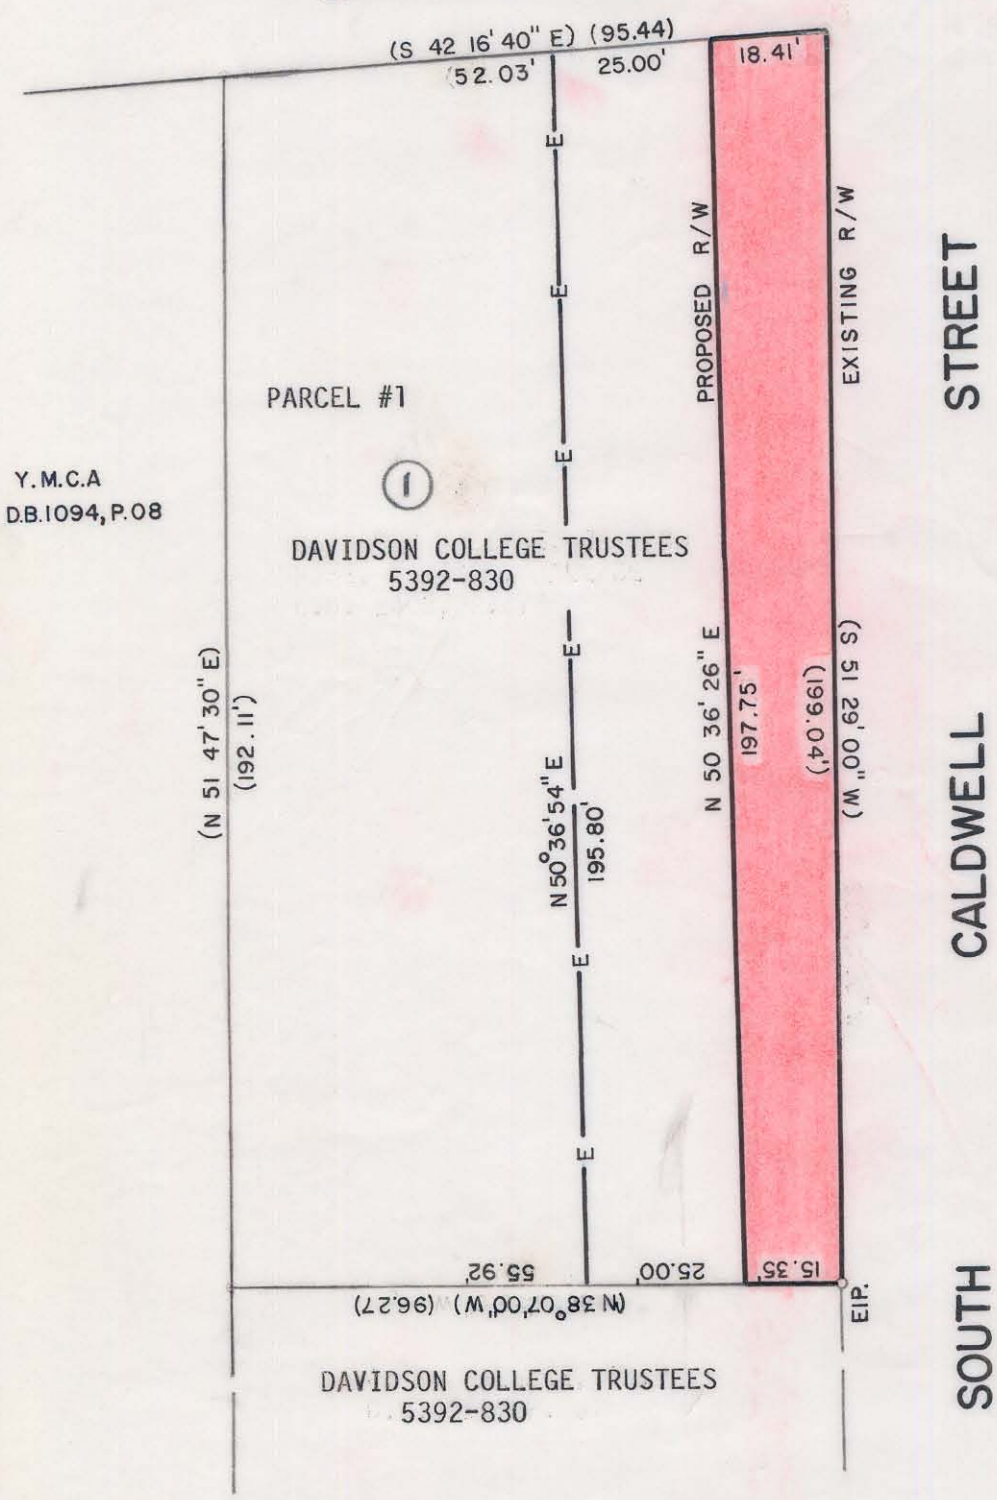 (S 42 16' 40" E) (95.44)
52.03'
25.00'
18.41'
E
E
E
E
E
E
PROPOSED R/W
EXISTING R/W
PARCEL #1
1
Y.M.C.A
D.B.1094, P.08
DAVIDSON COLLEGE TRUSTEES
5392-830
(N 51 47' 30" E)
(192.11')
N50°36'54"E
195.80'
N 50 36' 26" E
197.75'
(199.04')
(S 51 29' 00" W)
SOUTH CALDWELL STREET
55.92'
25.00'
15.35'
(N 38°07'00"W) (96.27)
EIP.
DAVIDSON COLLEGE TRUSTEES
5392-830